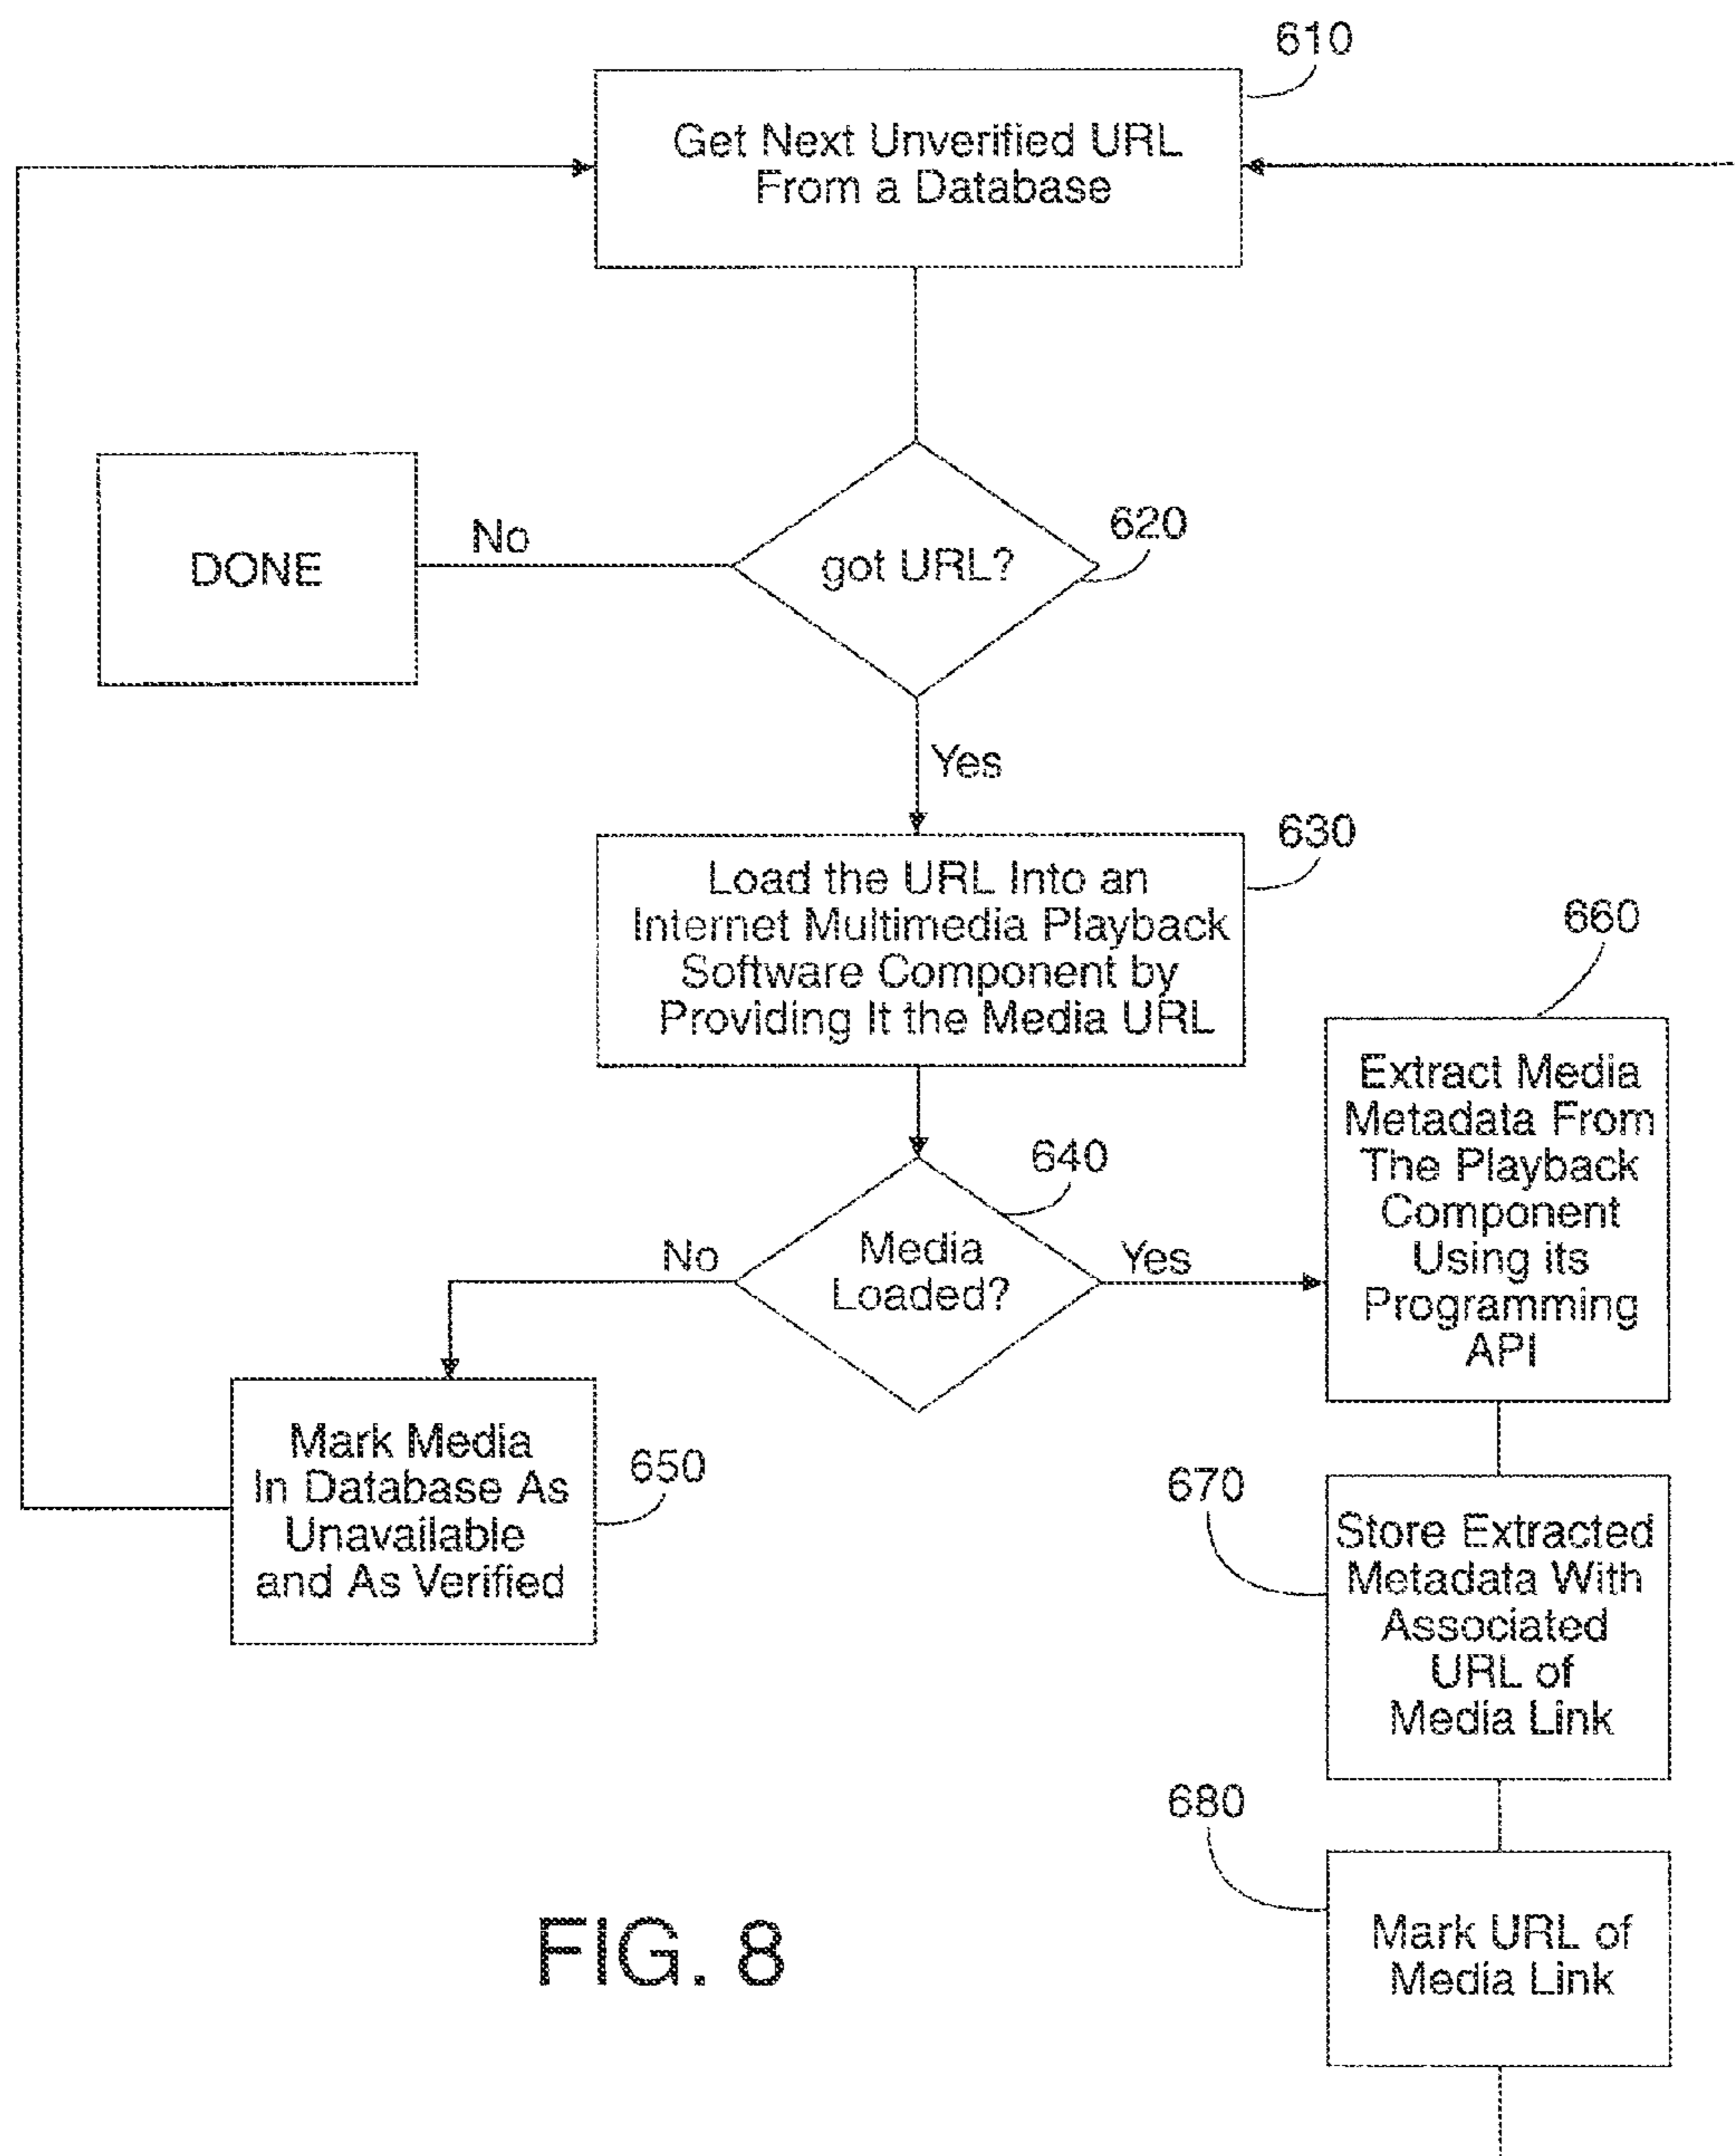 610
Get Next Unverified URL
From a Database
DONE
No
got URL?
620
Yes
630
Load the URL Into an
Internet Multimedia Playback
Software Component by
Providing It the Media URL
640
Media
Loaded?
No
Yes
650
Mark Media
In Database As
Unavailable
and As Verified
660
Extract Media
Metadata From
The Playback
Component
Using its
Programming
API
670
Store Extracted
Metadata With
Associated
URL of
Media Link
680
Mark URL of
Media Link
FIG. 8